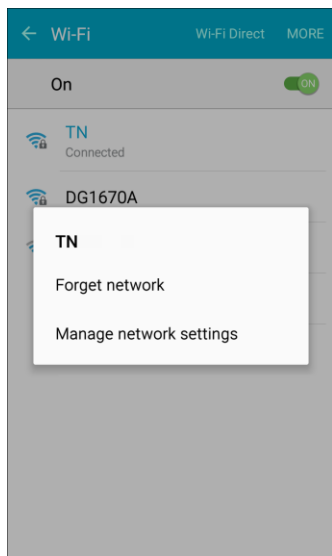 Wi-Fi Wi-Fi Direct MORE
On ON
TN
Connected
DG1670A
TN
Forget network
Manage network settings